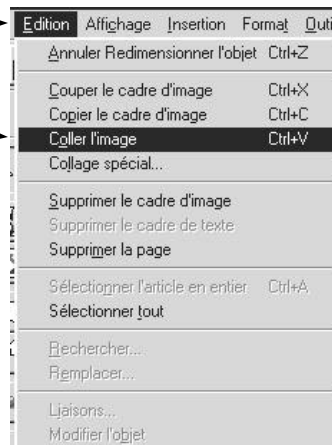 Edition Affichage Insertion Format Outi
Annuler Redimensionner l'objet Ctrl+Z
Couper le cadre d'image Ctrl+X
Copier le cadre d'image Ctrl+C
Coller l'image Ctrl+V
Collage spécial...
Supprimer le cadre d'image
Supprimer le cadre de texte
Supprimer la page
Sélectionner l'article en entier Ctrl+A
Sélectionner tout
Rechercher...
Remplacer...
Liaisons...
Modifier l'objet